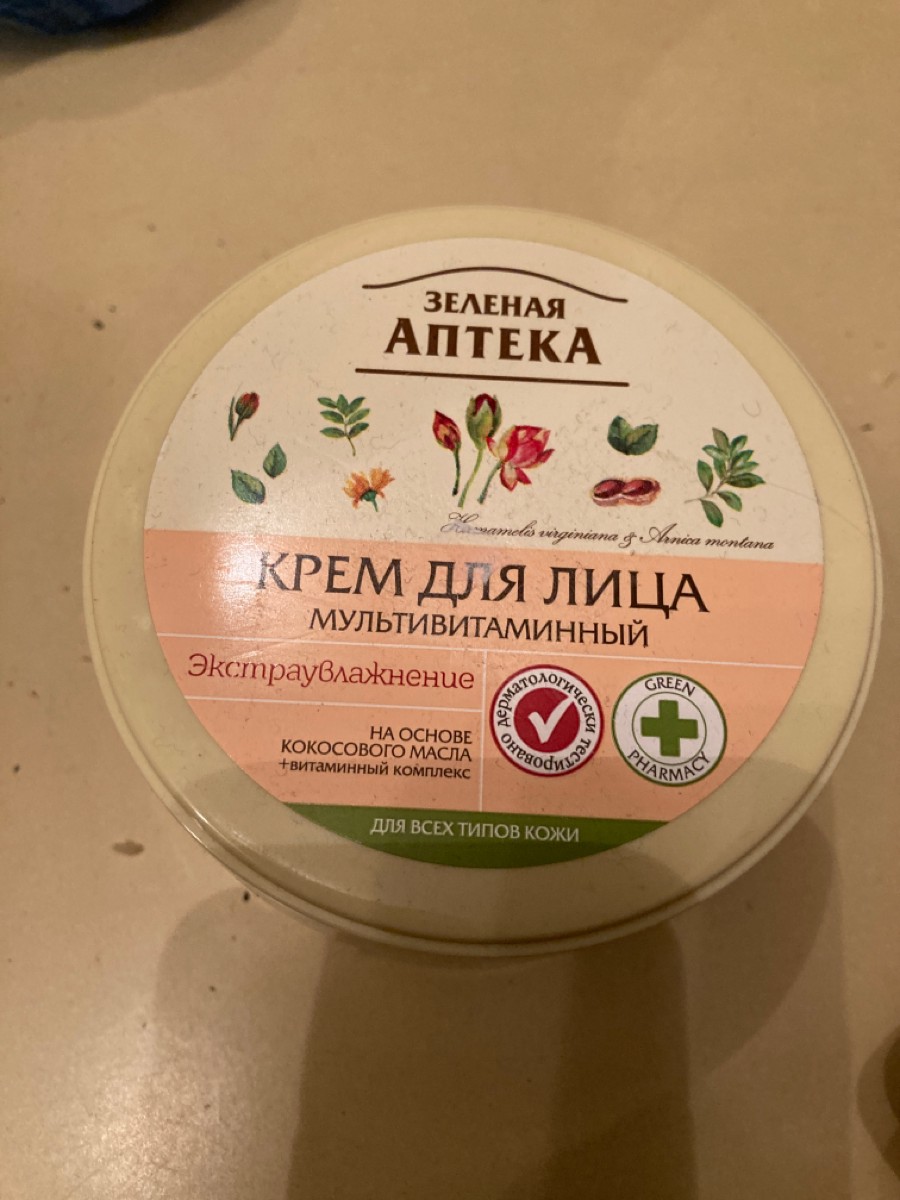 ЗЕЛЕНАЯ
АПТЕКА
Hamamelis virginiana & Arnica montana
КРЕМ ДЛЯ ЛИЦА
МУЛЬТИВИТАМИННЫЙ
Экстраувлажнение
НА ОСНОВЕ
КОКОСОВОГО МАСЛА
+ВИТАМИННЫЙ КОМПЛЕКС
дерматологически тестировано
GREEN
PHARMACY
ДЛЯ ВСЕХ ТИПОВ КОЖИ